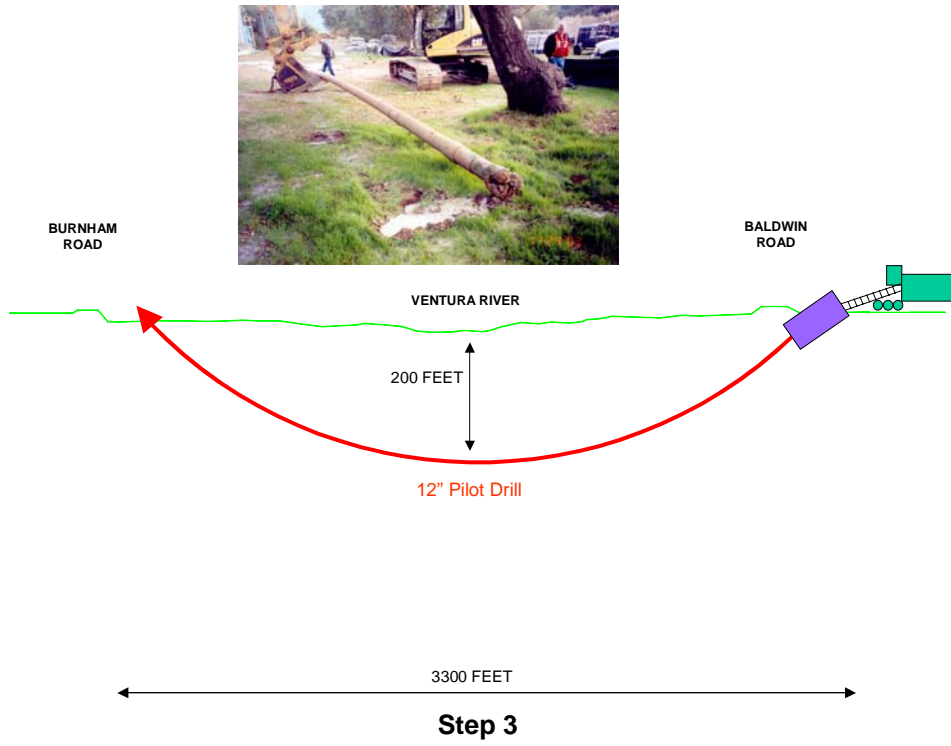 BURNHAM
ROAD
BALDWIN
ROAD
VENTURA RIVER
200 FEET
12” Pilot Drill
3300 FEET
Step 3